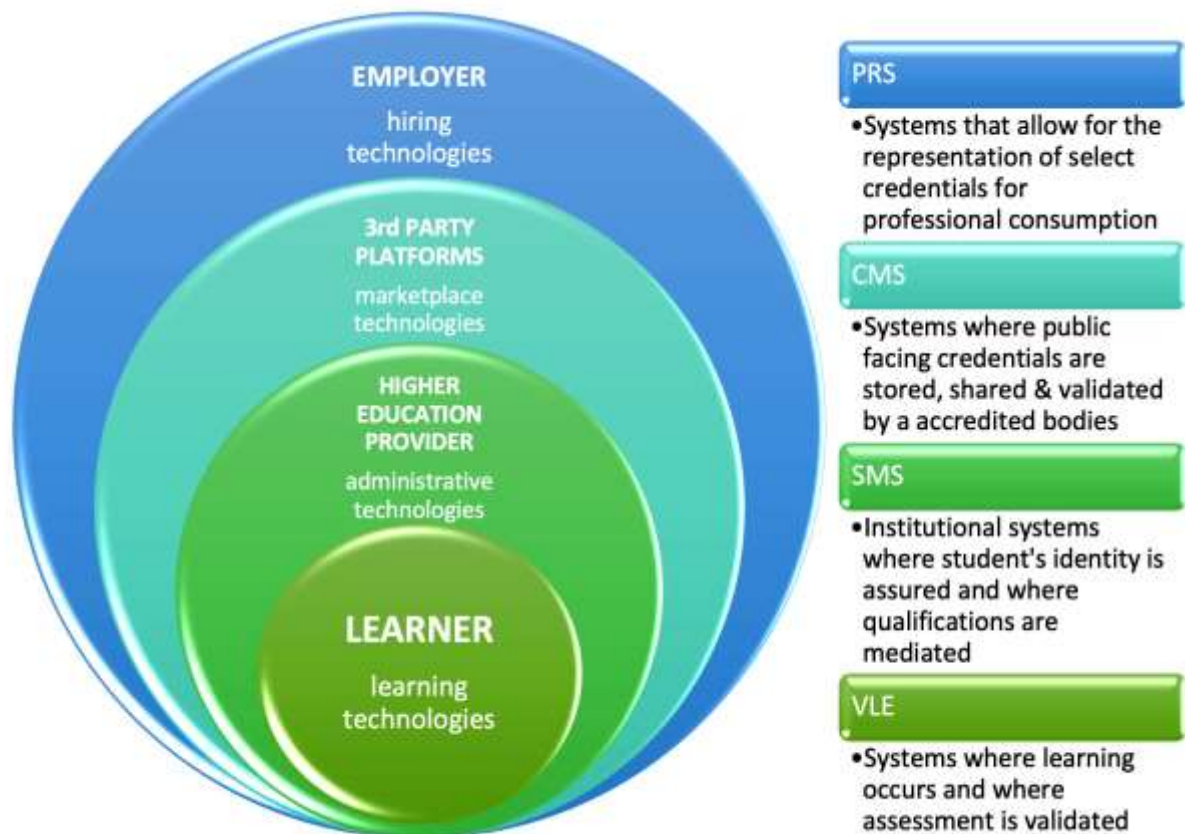 EMPLOYER
hiring
technologies
3rd PARTY
PLATFORMS
marketplace
technologies
HIGHER
EDUCATION
PROVIDER
administrative
technologies
LEARNER
learning
technologies
PRS
•Systems that allow for the
representation of select
credentials for
professional consumption
CMS
•Systems where public
facing credentials are
stored, shared & validated
by a accredited bodies
SMS
•Institutional systems
where student's identity is
assured and where
qualifications are
mediated
VLE
•Systems where learning
occurs and where
assessment is validated